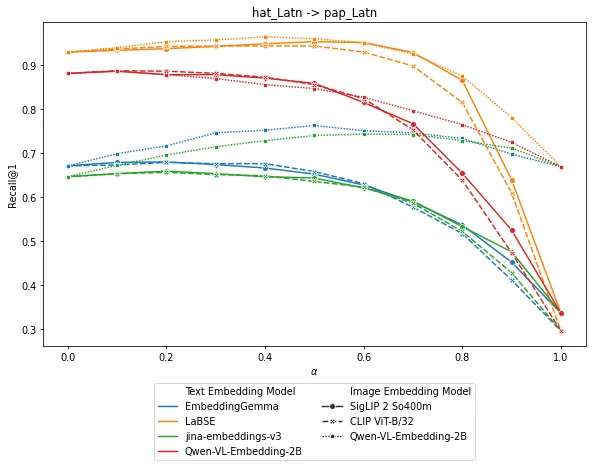 hat_Latn -> pap_Latn
Recall@1
0.9
0.8
0.7
0.6
0.5
0.4
0.3
0.0
0.2
0.4
0.6
0.8
1.0
α
Text Embedding Model
EmbeddingGemma
LaBSE
jina-embeddings-v3
Qwen-VL-Embedding-2B
Image Embedding Model
SigLIP 2 So400m
CLIP ViT-B/32
Qwen-VL-Embedding-2B